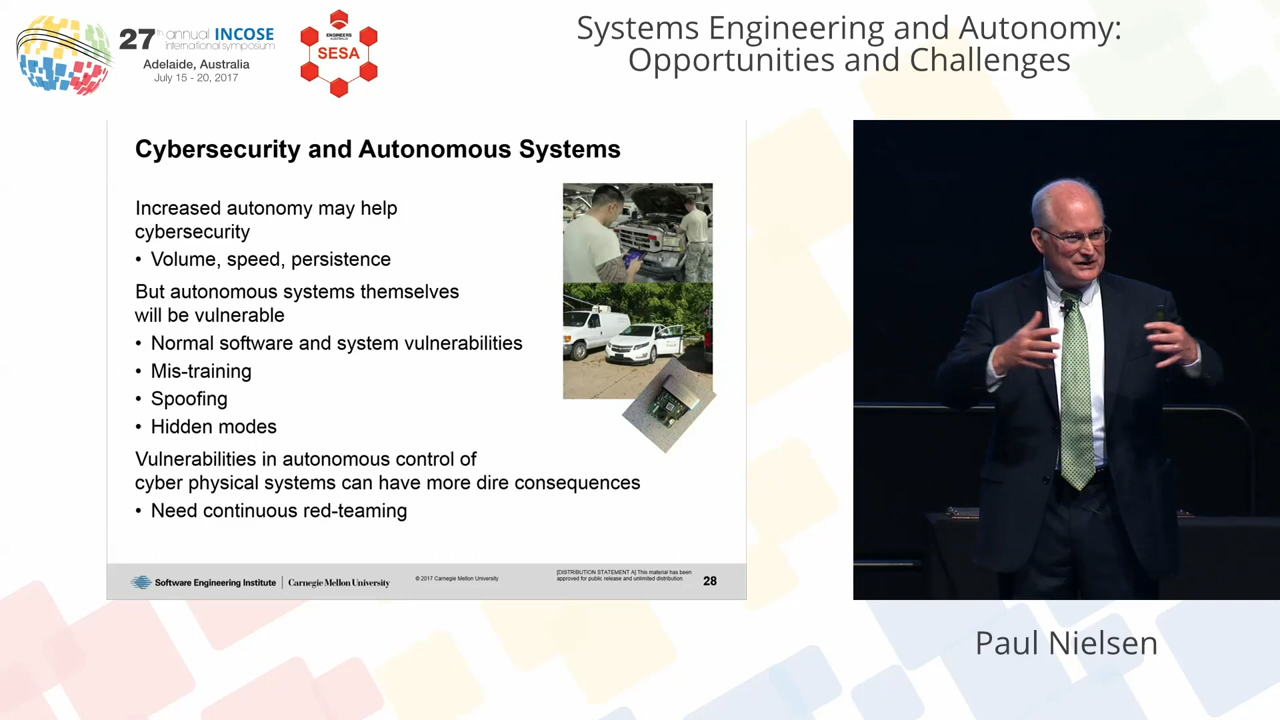 27th annual INCOSE
international symposium
Adelaide, Australia
July 15 - 20, 2017
ENGINEERS
AUSTRALIA
SESA
Systems Engineering and Autonomy:
Opportunities and Challenges
Cybersecurity and Autonomous Systems
Increased autonomy may help
cybersecurity
• Volume, speed, persistence
But autonomous systems themselves
will be vulnerable
• Normal software and system vulnerabilities
• Mis-training
• Spoofing
• Hidden modes
Vulnerabilities in autonomous control of
cyber physical systems can have more dire consequences
• Need continuous red-teaming
Software Engineering Institute | Carnegie Mellon University
© 2017 Carnegie Mellon University
[DISTRIBUTION STATEMENT A] This material has been
approved for public release and unlimited distribution.
28
Paul Nielsen